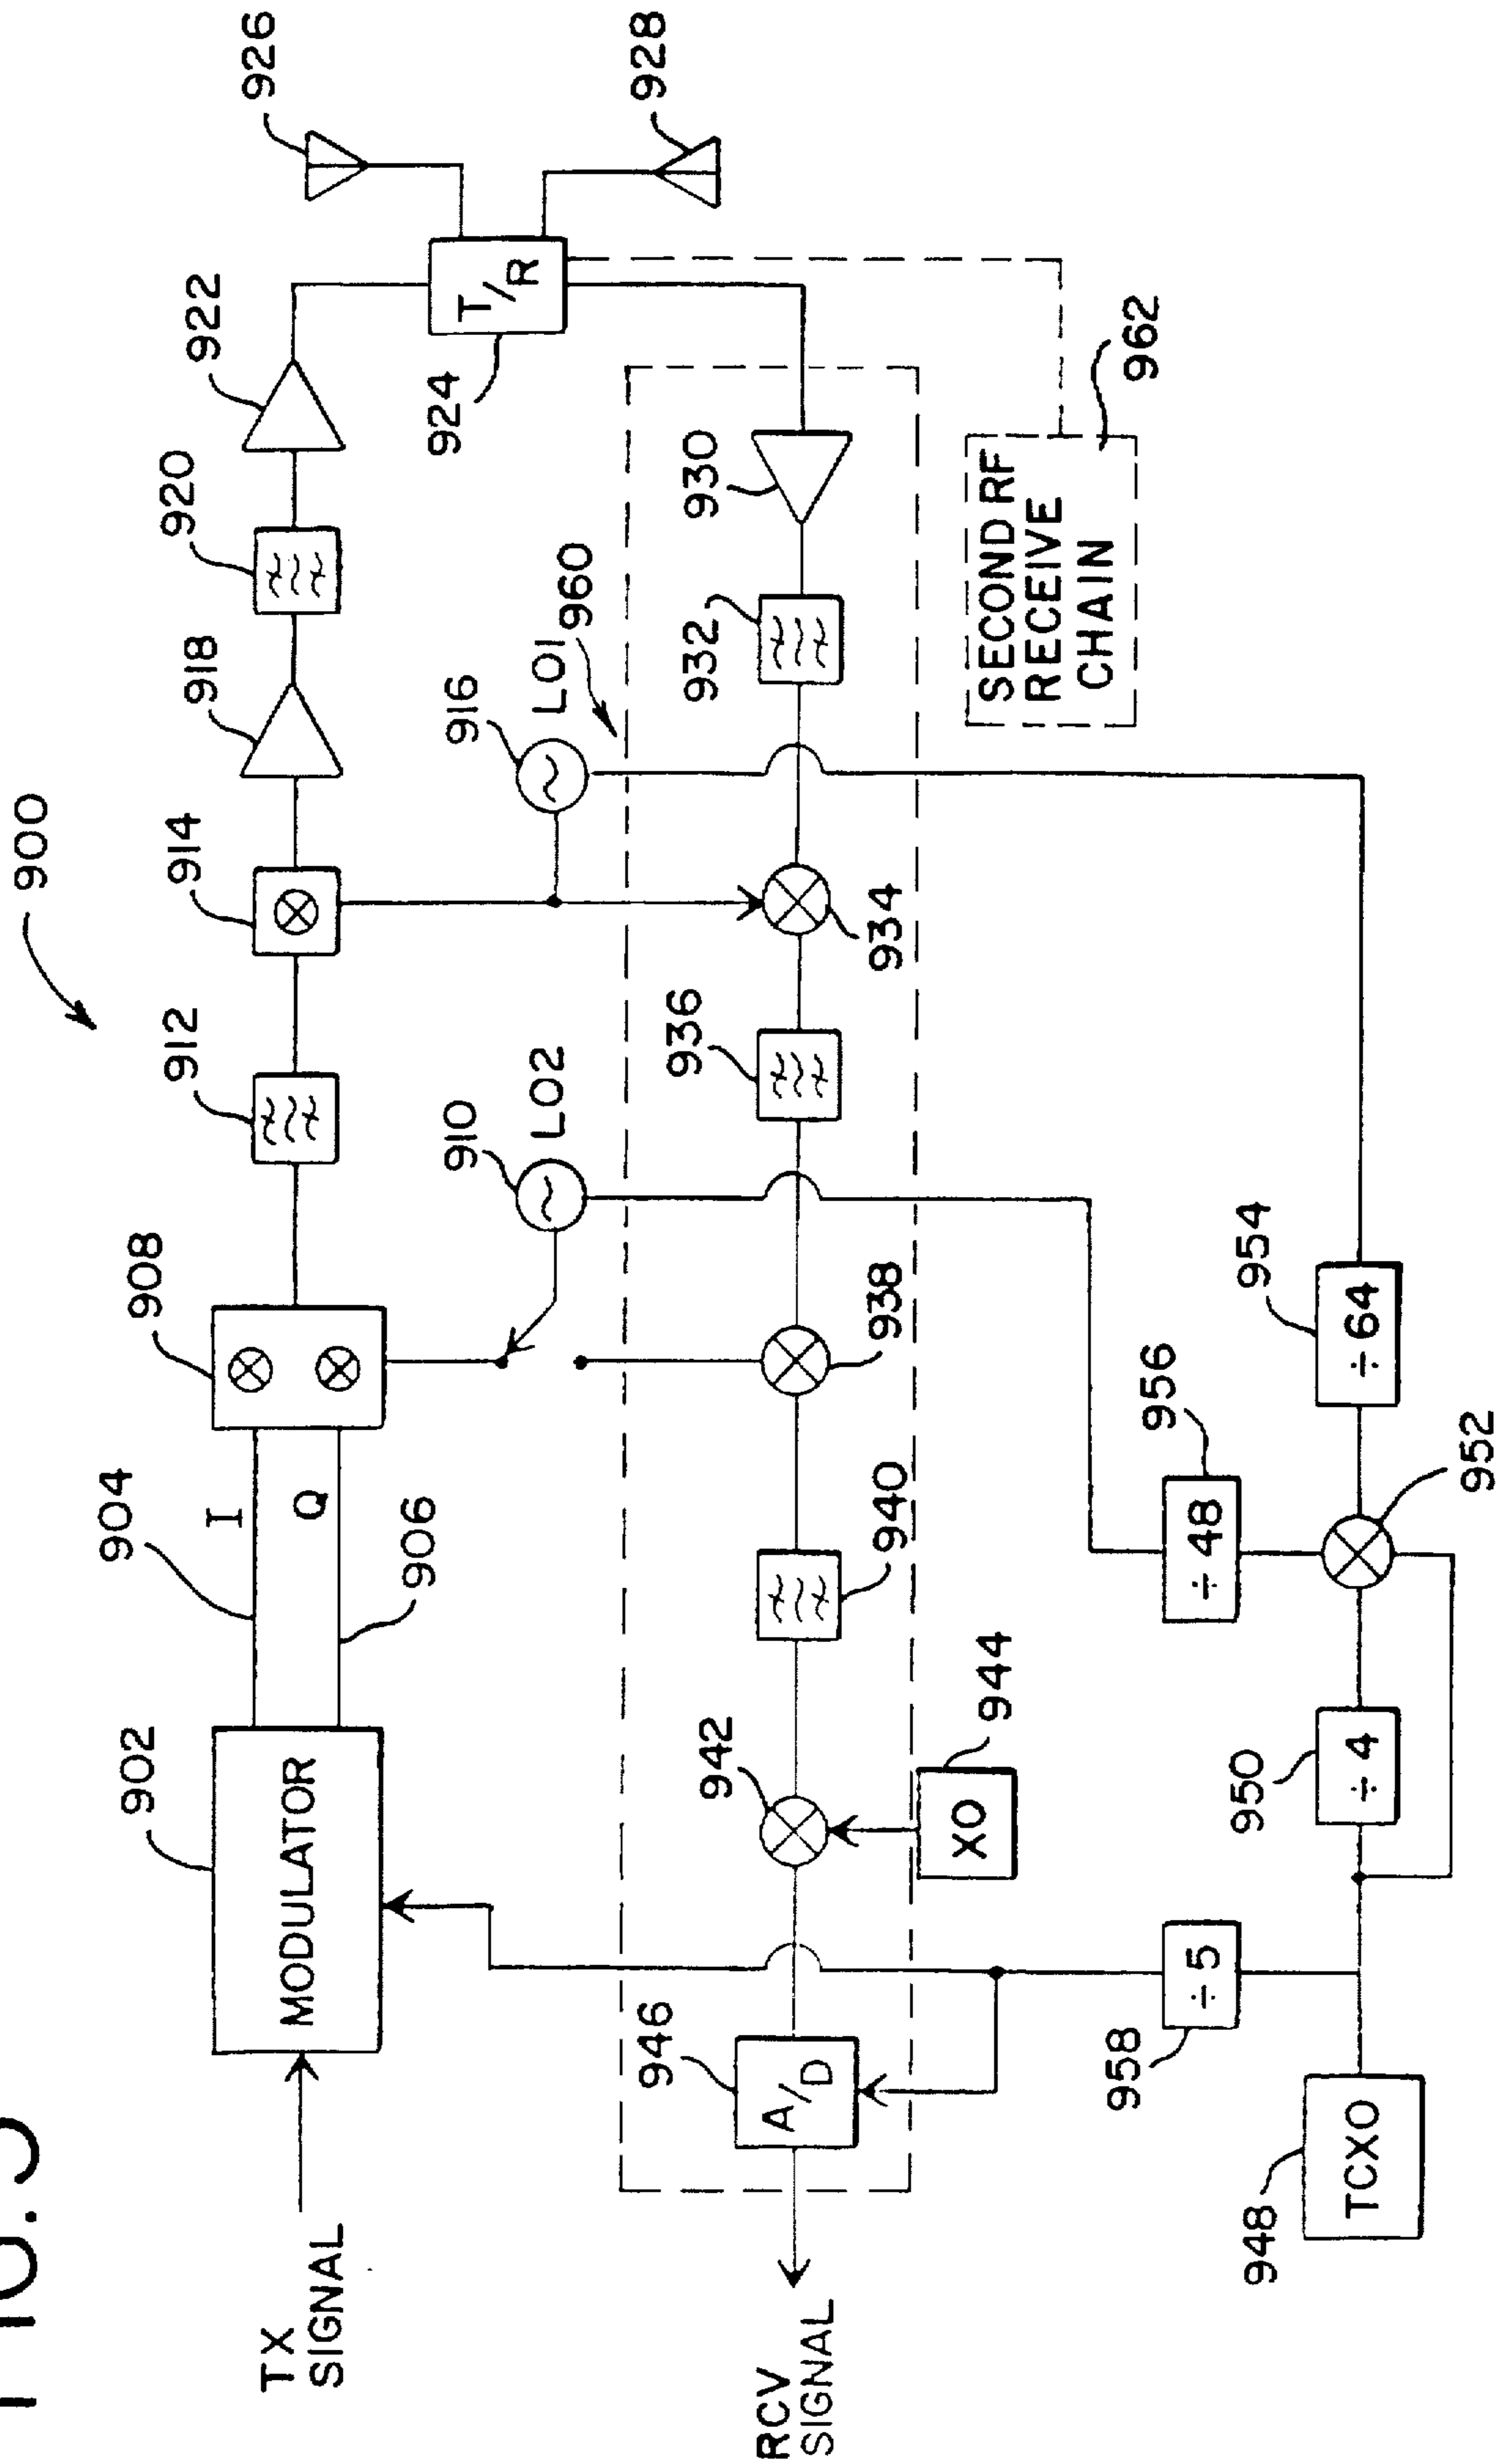 FIG. 9
900
902
904
906
908
912
914
918
920
922
926
I
Q
TX
SIGNAL
MODULATOR
910
LO2
916
LO1
960
924
T/R
928
946
A/D
942
940
938
936
934
932
930
RCV
SIGNAL
944
XO
SECOND RF
RECEIVE
CHAIN
962
958
÷5
956
÷48
948
TCXO
950
÷4
952
954
÷64